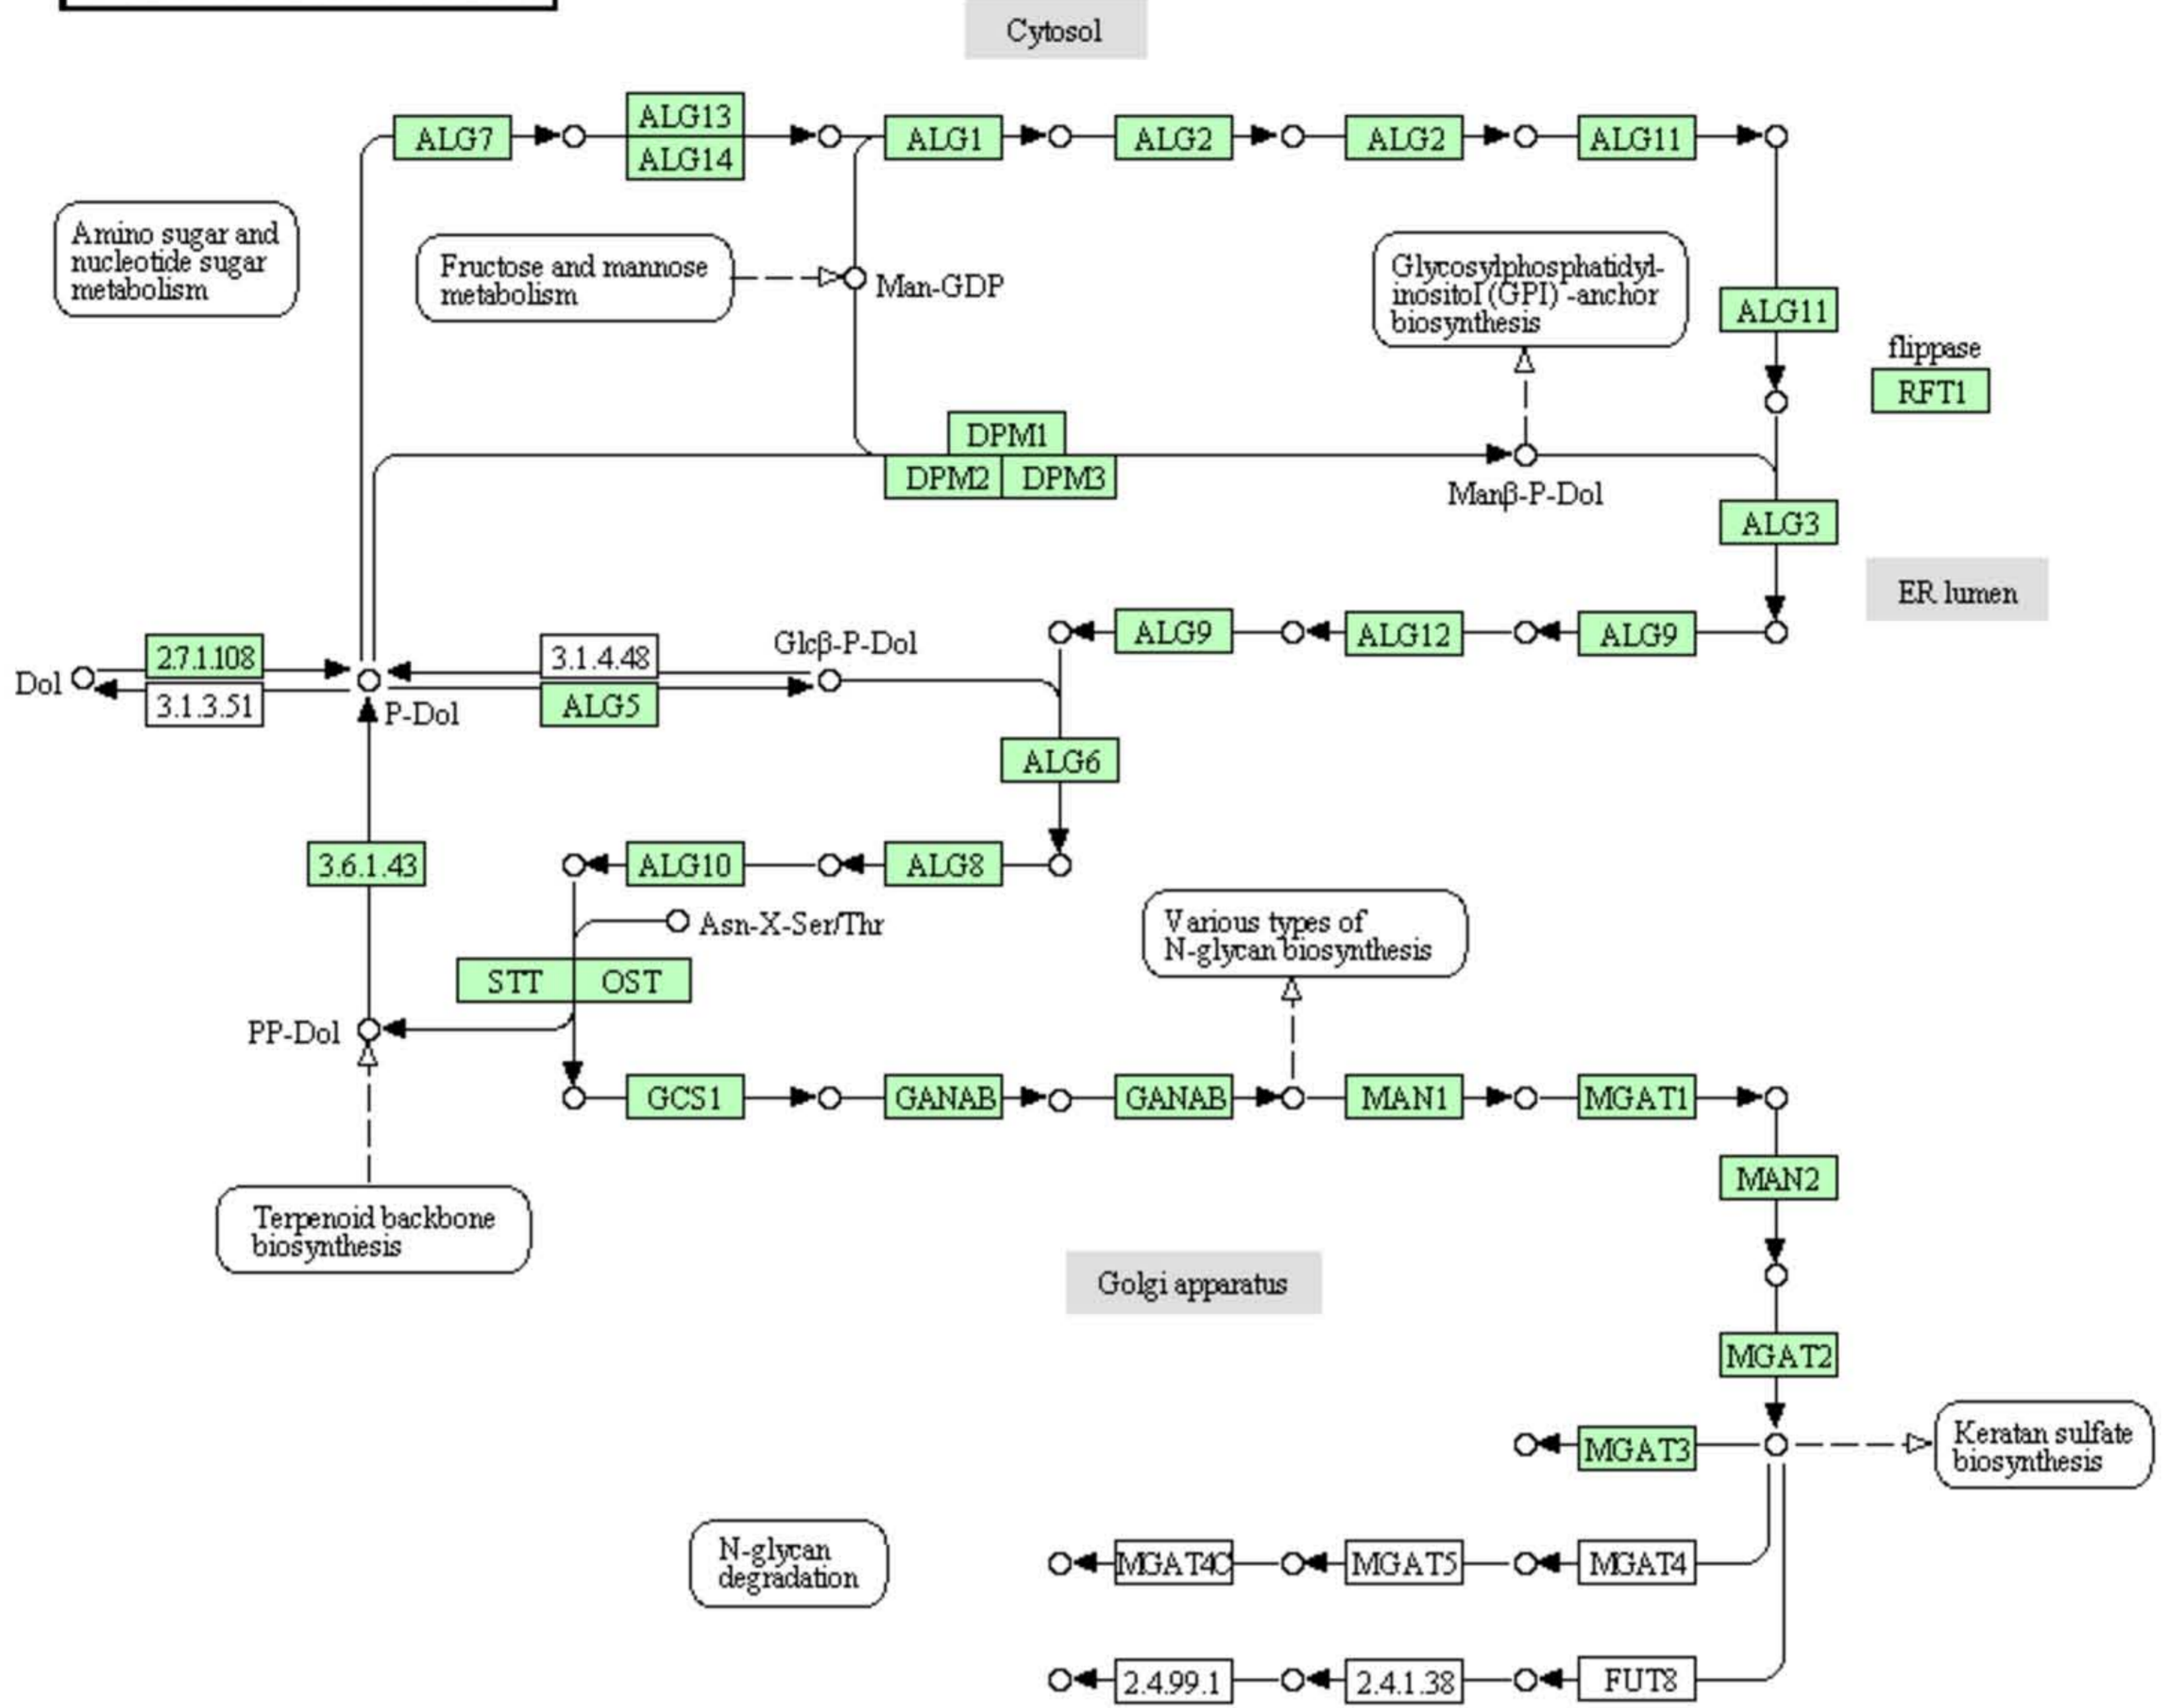 Cytosol
ALG7
ALG13
ALG14
ALG1
ALG2
ALG2
ALG11
Amino sugar and
nucleotide sugar
metabolism
Fructose and mannose
metabolism
Man-GDP
Glycosylphosphatidyl-
inositol (GPI) -anchor
biosynthesis
ALG11
flippase
RFT1
DPM1
DPM2
DPM3
Manβ-P-Dol
ALG3
ER lumen
ALG9
ALG12
ALG9
Dol
2.7.1.108
3.1.3.51
P-Dol
3.1.4.48
ALG5
Glcβ-P-Dol
ALG6
3.6.1.43
ALG10
ALG8
Asn-X-Ser/Thr
STT
OST
Various types of
N-glycan biosynthesis
PP-Dol
GCS1
GANAB
GANAB
MAN1
MGAT1
MAN2
Terpenoid backbone
biosynthesis
Golgi apparatus
MGAT2
MGAT3
Keratan sulfate
biosynthesis
N-glycan
degradation
MGAT4C
MGAT5
MGAT4
2.4.99.1
2.4.1.38
FUT8